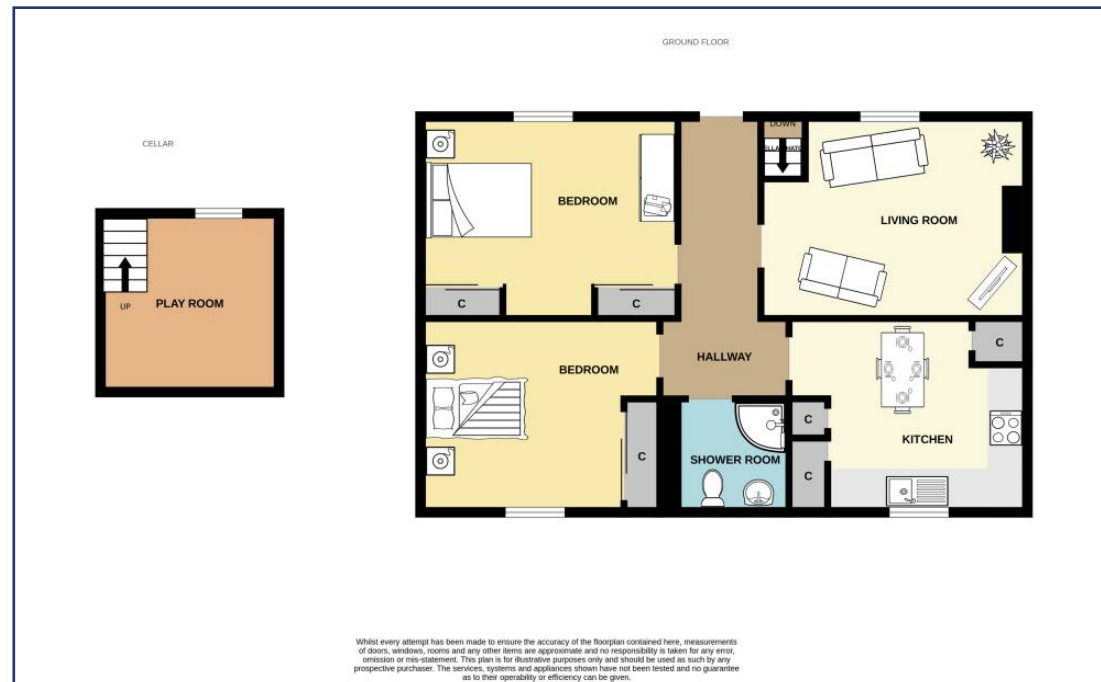 GROUND FLOOR
CELLAR
DOWN
BEDROOM
LIVING ROOM
PLAY ROOM
UP
C
C
C
HALLWAY
BEDROOM
C
KITCHEN
C
SHOWER ROOM
C
Whilst every attempt has been made to ensure the accuracy of the floorplan contained here, measurements
of doors, windows, rooms and any other items are approximate and no responsibility is taken for any error,
omission or mis-statement. This plan is for illustrative purposes only and should be used as such by any
prospective purchaser. The services, systems and appliances shown have not been tested and no guarantee
as to their operability or efficiency can be given.